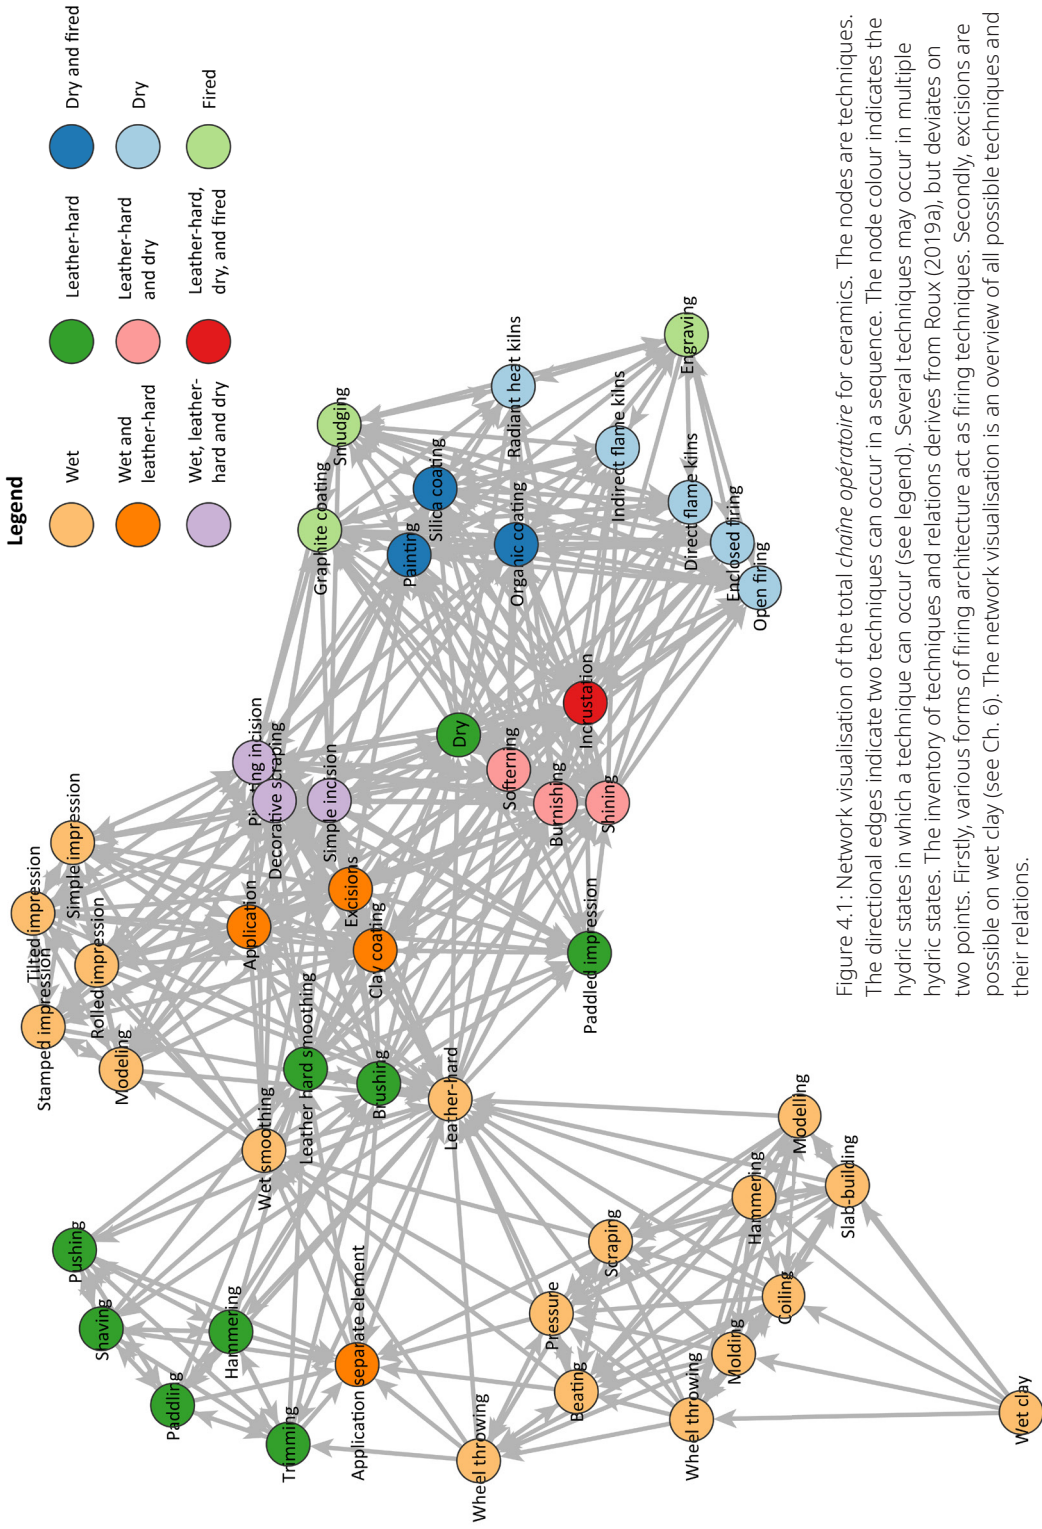 Legend
Wet
Leather-hard
Dry and fired
Wet and
leather-hard
Leather-hard
and dry
Dry
Wet, leather-
hard and dry
Leather-hard,
dry, and fired
Fired
Stamped impression
Tilted impression
Simple impression
Rolled impression
Modeling
Pushing
Shaving
Paddling
Hammering
Trimming
Application separate element
Wet smoothing
Leather hard smoothing
Brushing
Leather-hard
Application
Excisions
Clay coating
Decorative scraping
Simple incision
incision
Graphite coating
Smudging
Painting
Silica coating
Organic coating
Radiant heat kilns
Indirect flame kilns
Direct flame kilns
Enclosed firing
Open firing
Engraving
Dry
Softerning
Burnishing
Shining
Incrustation
Paddled impression
Wheel throwing
Beating
Pressure
Scraping
Wheel throwing
Molding
Coiling
Hammering
Modelling
Slab-building
Wet clay
Figure 4.1: Network visualisation of the total chaîne opératoire for ceramics. The nodes are techniques.
The directional edges indicate two techniques can occur in a sequence. The node colour indicates the
hydric states in which a technique can occur (see legend). Several techniques may occur in multiple
hydric states. The inventory of techniques and relations derives from Roux (2019a), but deviates on
two points. Firstly, various forms of firing architecture act as firing techniques. Secondly, excisions are
possible on wet clay (see Ch. 6). The network visualisation is an overview of all possible techniques and
their relations.